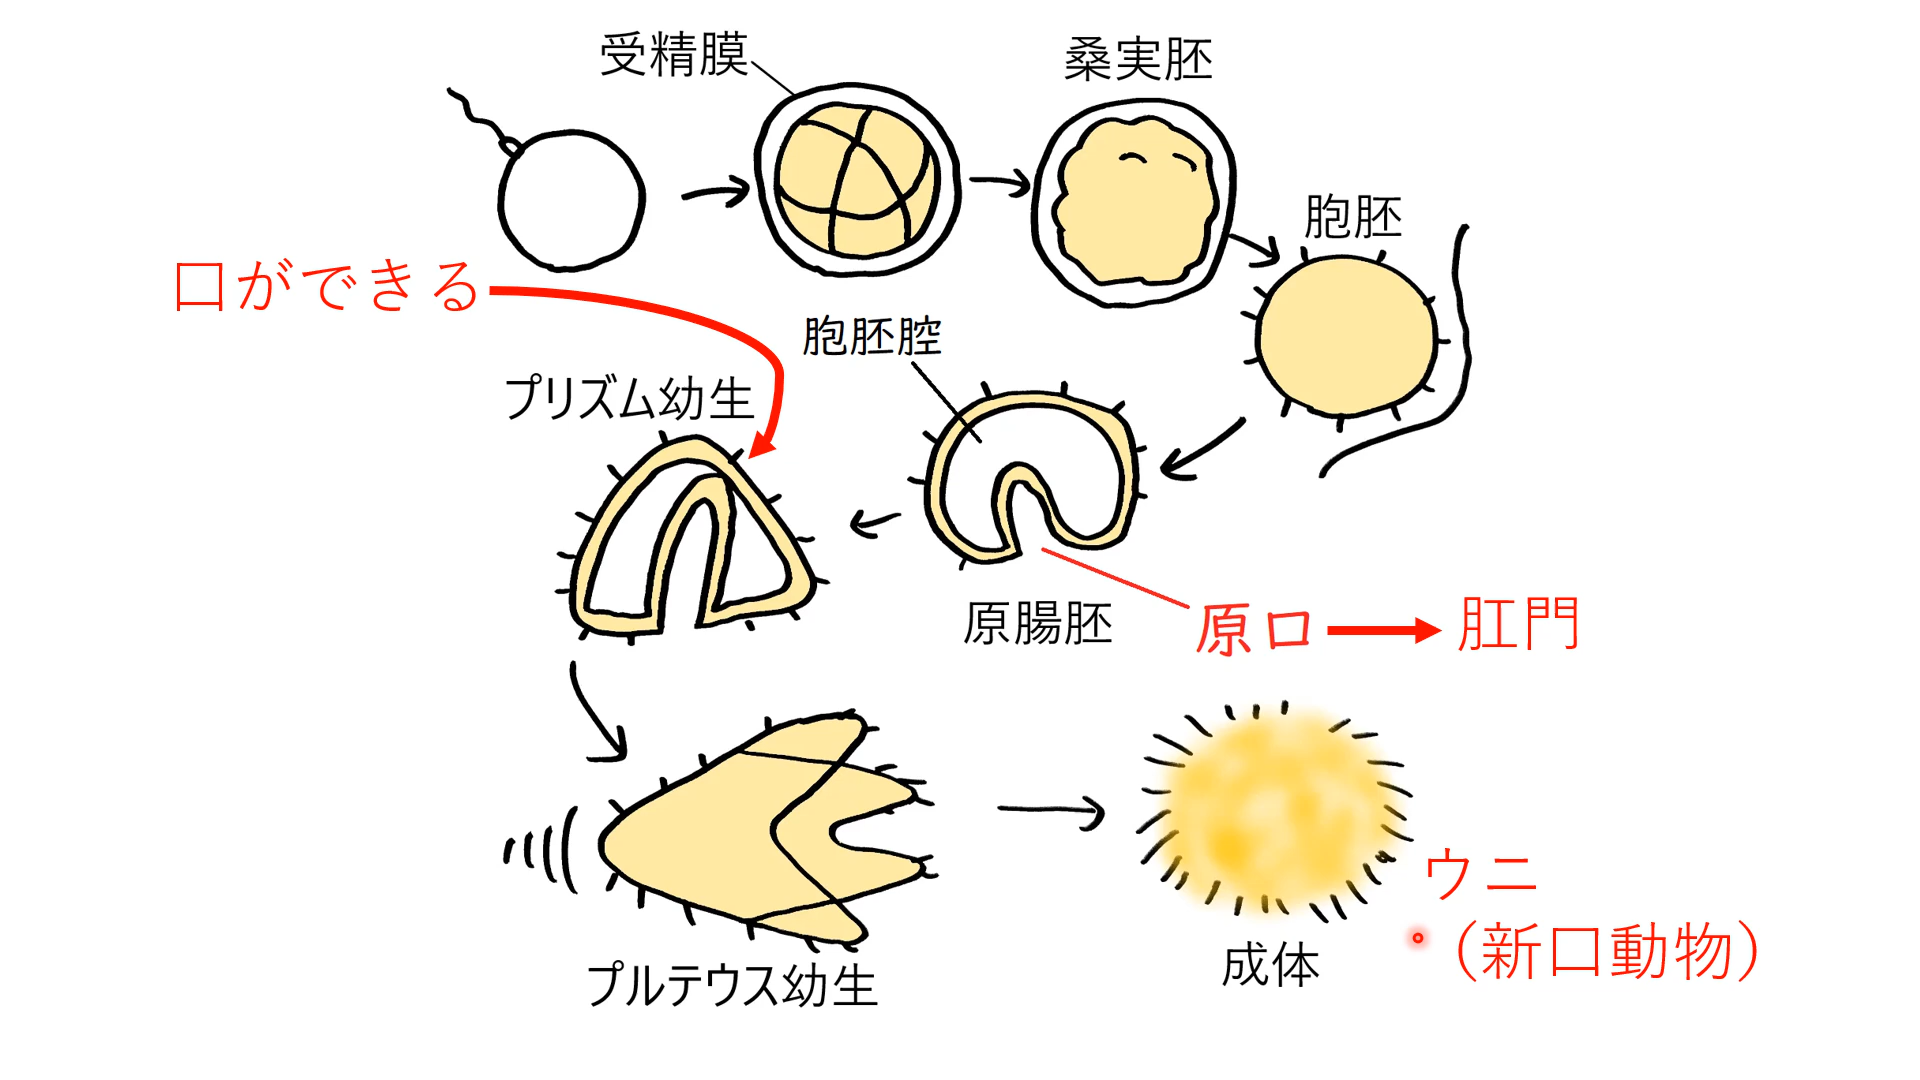 受精膜
桑実胚
胞胚
口ができる
胞胚腔
プリズム幼生
原腸胚
原口
肛門
プルテウス幼生
成体
ウニ
（新口動物）